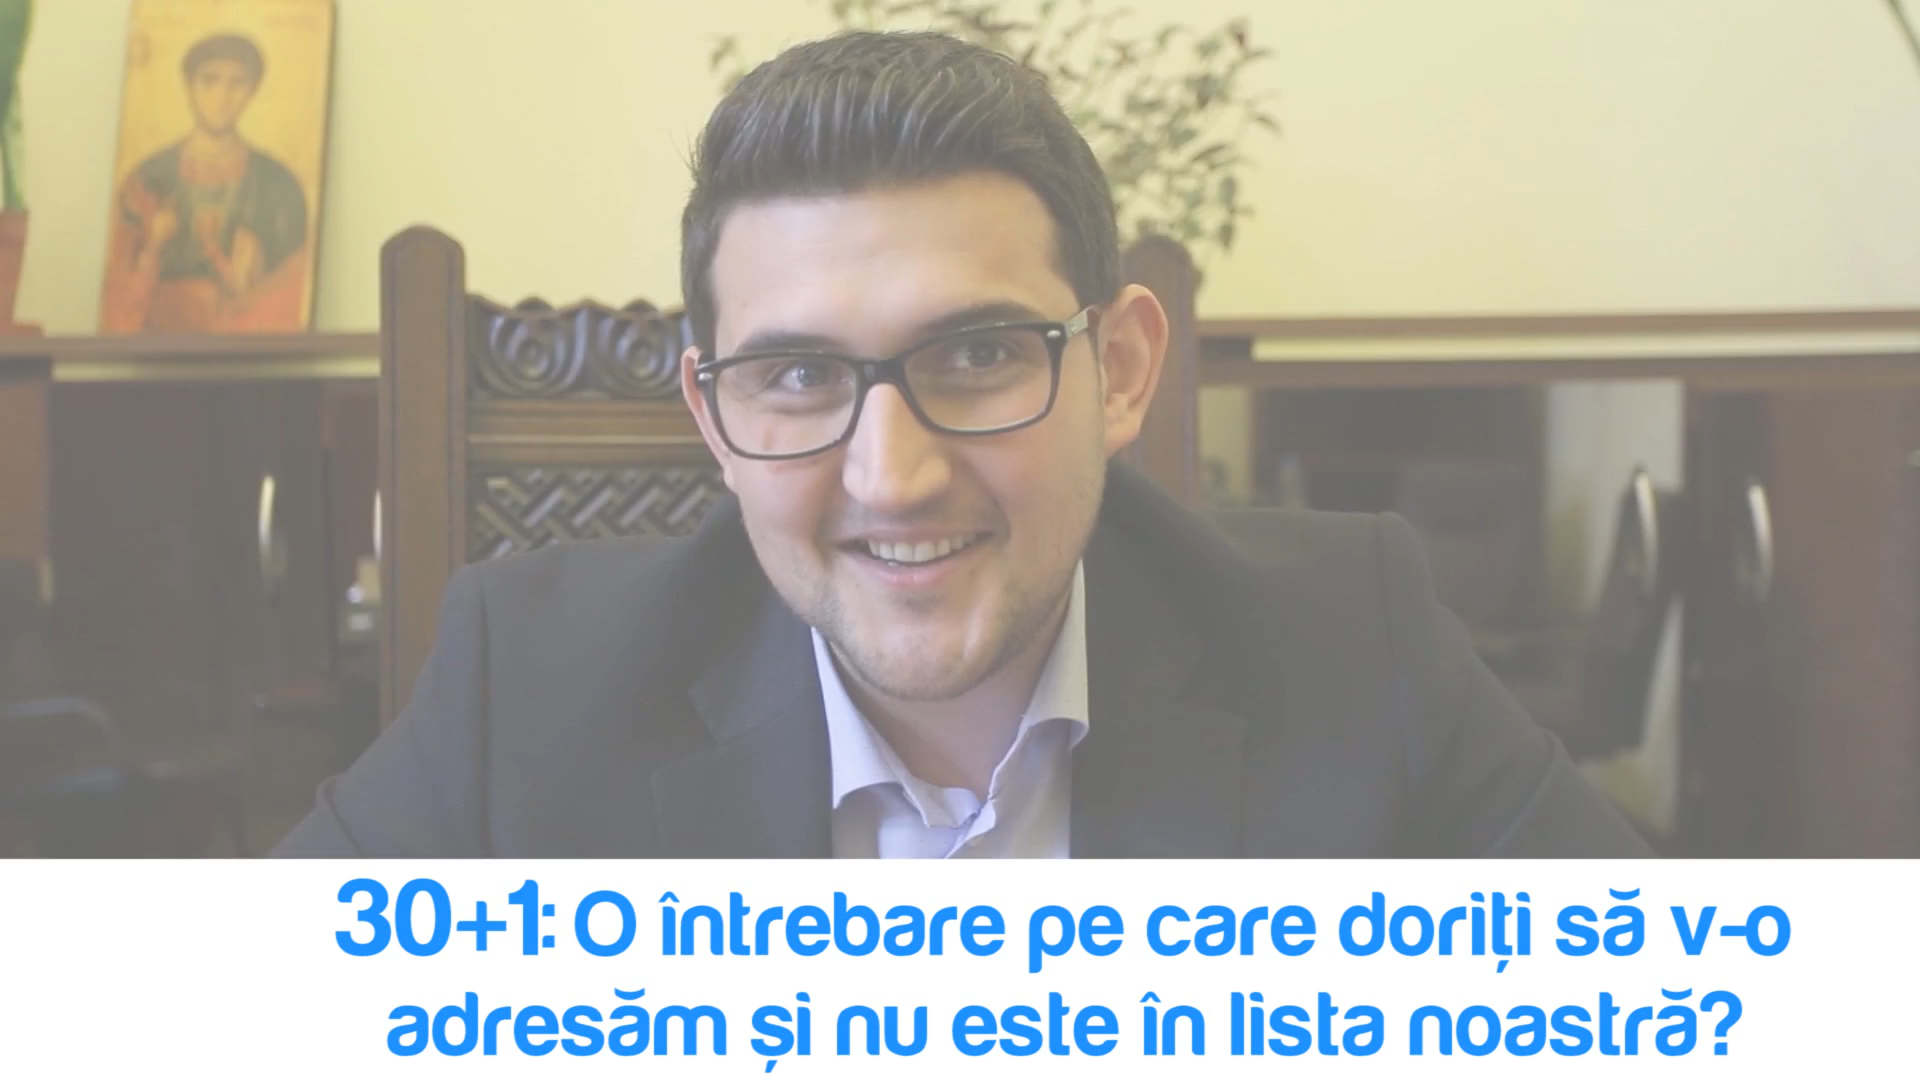 30+1: O întrebare pe care doriți să v-o
adresăm și nu este în lista noastră?